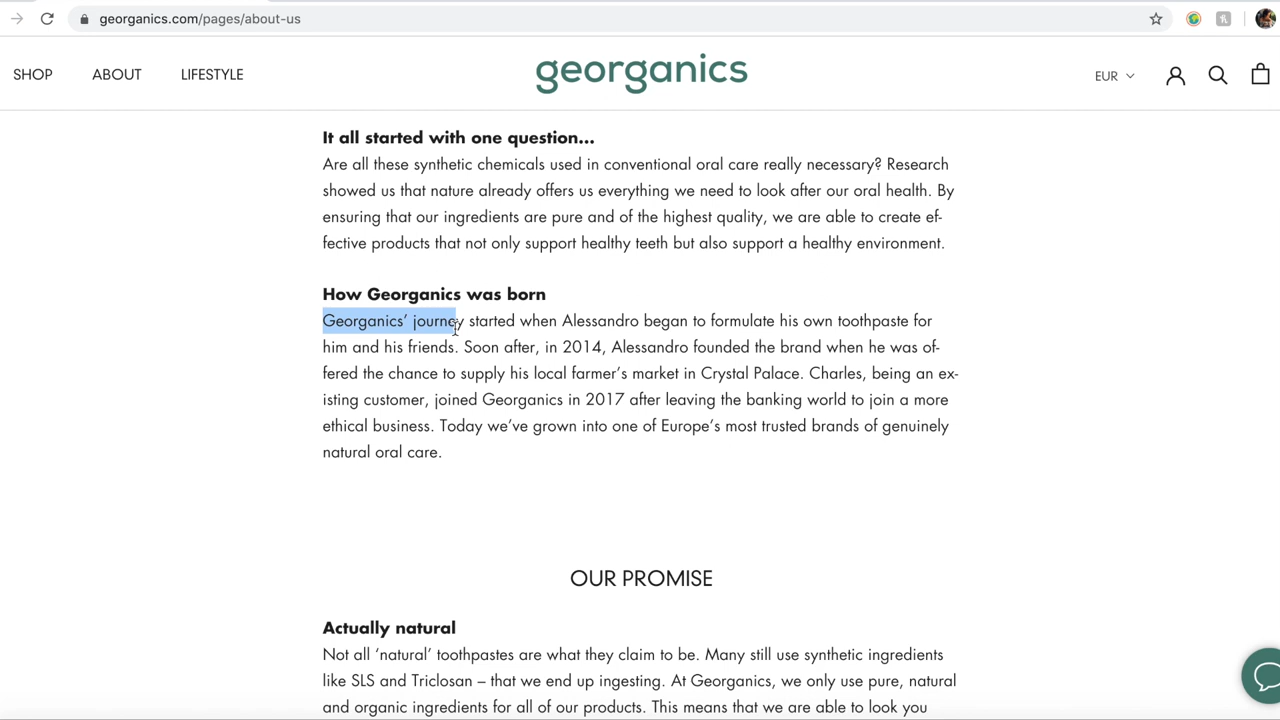 georganics.com/pages/about-us
SHOP ABOUT LIFESTYLE georganics EUR
It all started with one question...
Are all these synthetic chemicals used in conventional oral care really necessary? Research
showed us that nature already offers us everything we need to look after our oral health. By
ensuring that our ingredients are pure and of the highest quality, we are able to create ef-
fective products that not only support healthy teeth but also support a healthy environment.
How Georganics was born
Georganics’ journey started when Alessandro began to formulate his own toothpaste for
him and his friends. Soon after, in 2014, Alessandro founded the brand when he was of-
fered the chance to supply his local farmer’s market in Crystal Palace. Charles, being an ex-
isting customer, joined Georganics in 2017 after leaving the banking world to join a more
ethical business. Today we’ve grown into one of Europe’s most trusted brands of genuinely
natural oral care.
OUR PROMISE
Actually natural
Not all ‘natural’ toothpastes are what they claim to be. Many still use synthetic ingredients
like SLS and Triclosan – that we end up ingesting. At Georganics, we only use pure, natural
and organic ingredients for all of our products. This means that we are able to look you